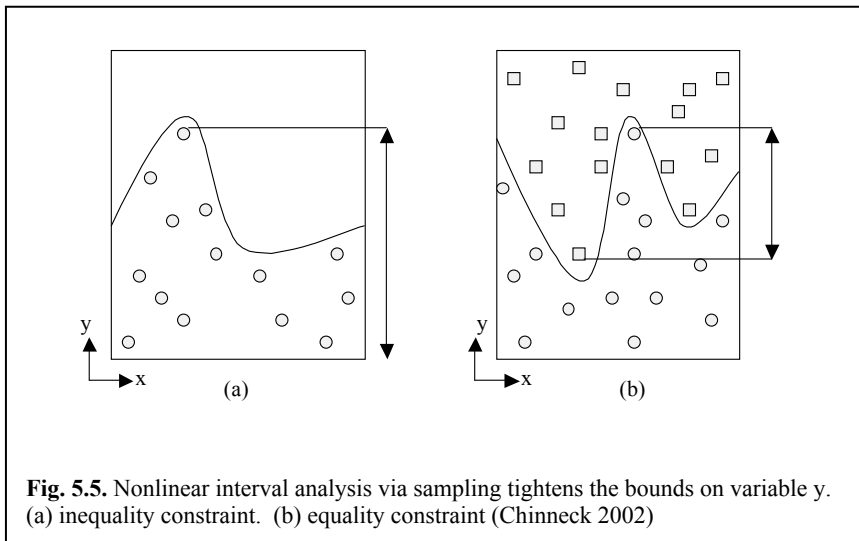 y
x
(a)
y
x
(b)
Fig. 5.5. Nonlinear interval analysis via sampling tightens the bounds on variable y.
(a) inequality constraint. (b) equality constraint (Chinneck 2002)